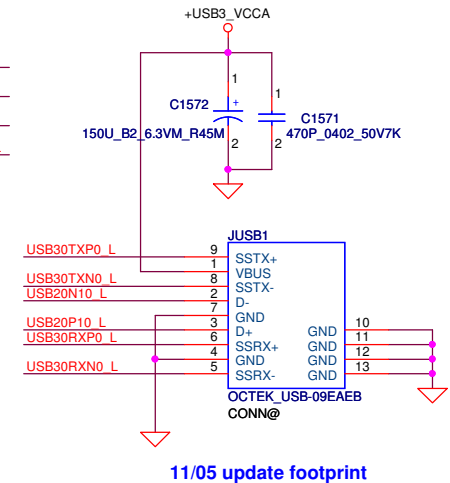 +USB3_VCCA
1
C1572
+
150U_B2_6.3VM_R45M
2
1
C1571
470P_0402_50V7K
2
JUSB1
USB30TXP0_L 9 SSTX+
1 VBUS
USB30TXN0_L 8 SSTX-
USB20N10_L 2 D-
7 GND
USB20P10_L 3 D+ GND 10
USB30RXP0_L 6 SSRX+ GND 11
4 GND GND 12
USB30RXN0_L 5 SSRX- GND 13
OCTEK_USB-09EAEB
CONN@
11/05 update footprint